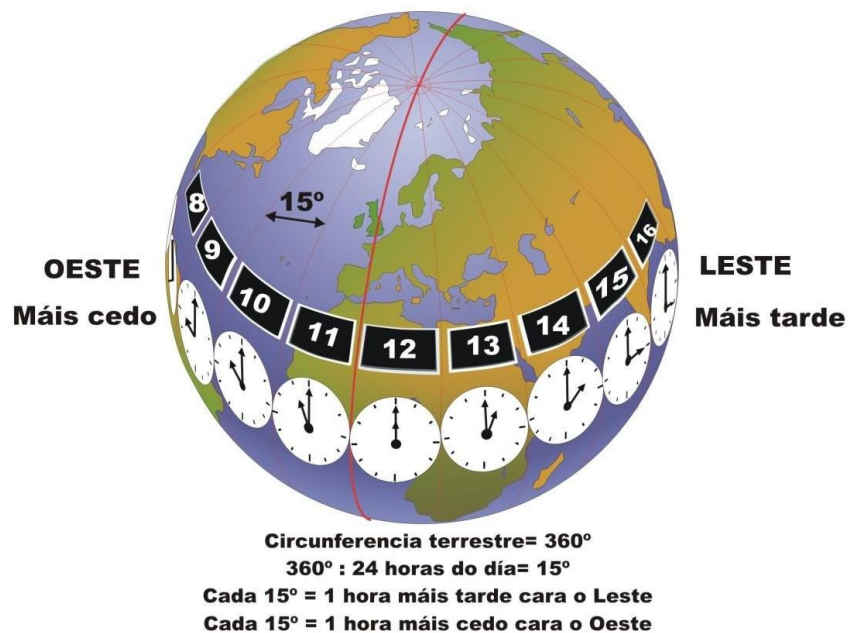 15º
8
9
10
11
12
13
14
15
16
OESTE
Máis cedo
LESTE
Máis tarde
Circunferencia terrestre= 360º
360º : 24 horas do día= 15º
Cada 15º = 1 hora máis tarde cara o Leste
Cada 15º = 1 hora máis cedo cara o Oeste